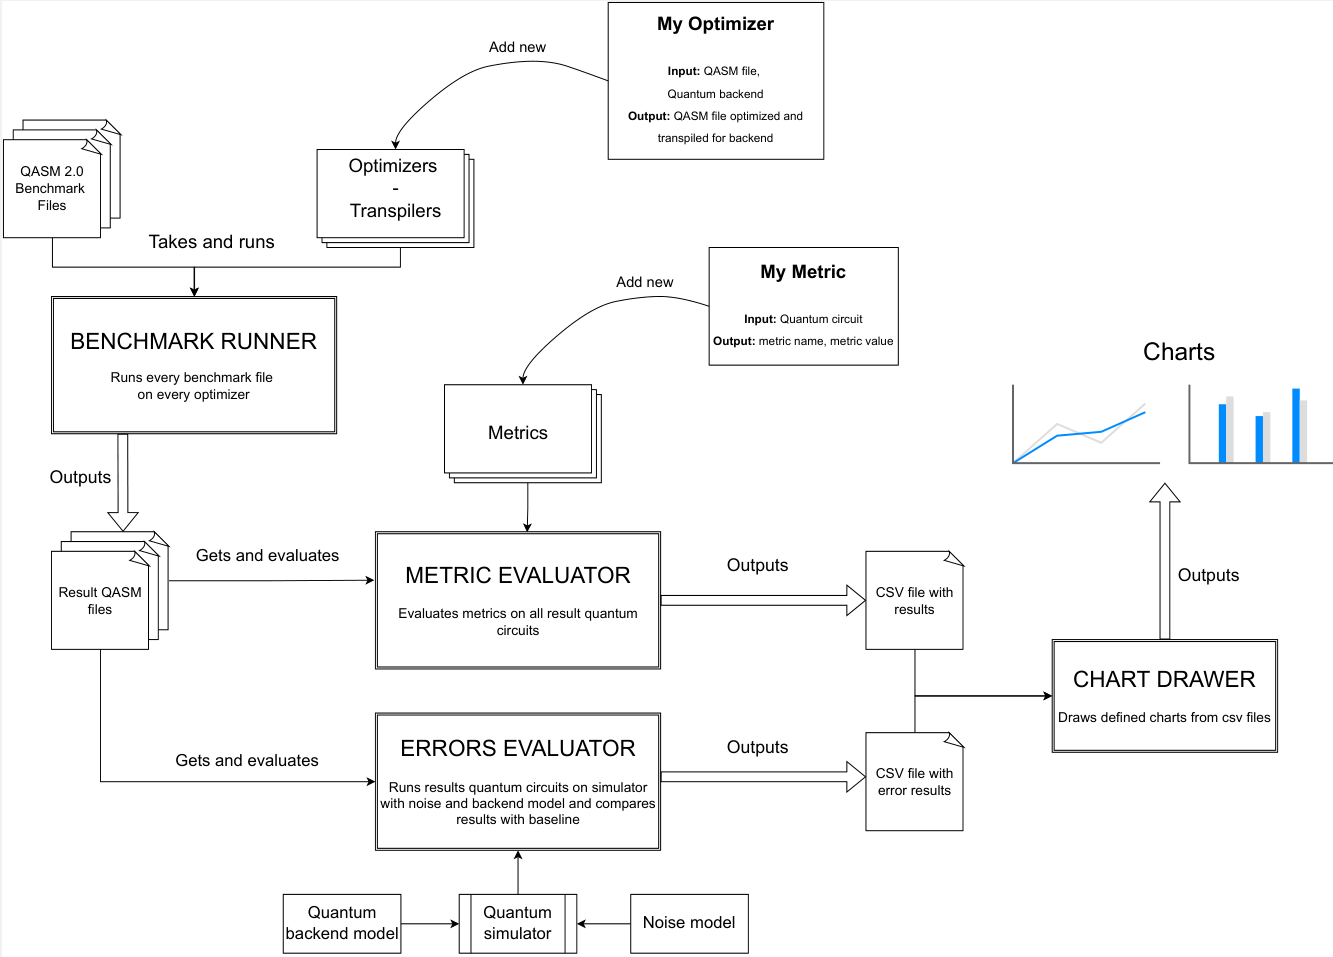 My Optimizer
Input: QASM file,
Quantum backend
Output: QASM file optimized and
transpiled for backend
Add new
QASM 2.0
Benchmark
Files
Optimizers
-
Transpilers
Takes and runs
BENCHMARK RUNNER
Runs every benchmark file
on every optimizer
My Metric
Input: Quantum circuit
Output: metric name, metric value
Add new
Metrics
Charts
Outputs
Result QASM
files
Gets and evaluates
METRIC EVALUATOR
Evaluates metrics on all result quantum
circuits
Outputs
CSV file with
results
Outputs
CHART DRAWER
Draws defined charts from csv files
Gets and evaluates
ERRORS EVALUATOR
Runs results quantum circuits on simulator
with noise and backend model and compares
results with baseline
Outputs
CSV file with
error results
Quantum
backend model
Quantum
simulator
Noise model